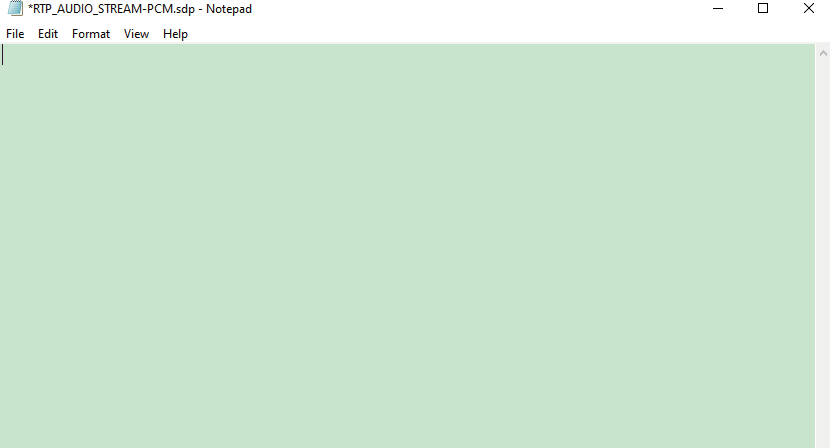 *RTP_AUDIO_STREAM-PCM.sdp - Notepad
File Edit Format View Help